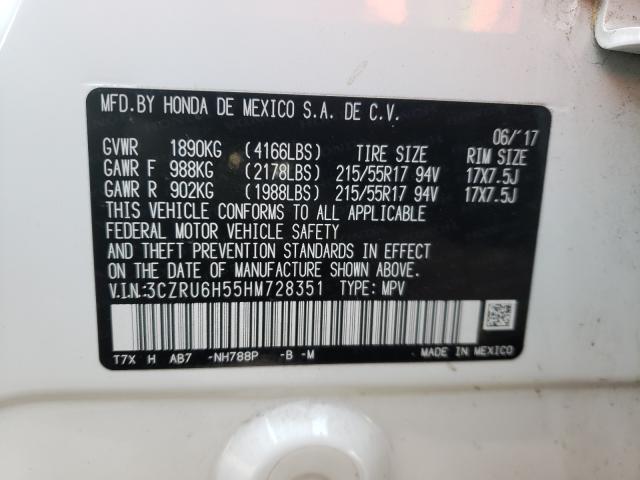 MFD.BY HONDA DE MEXICO S.A. DE C.V.
06/'17
GVWR 1890KG (4166LBS) TIRE SIZE RIM SIZE
GAWR F 988KG (2178LBS) 215/55R17 94V 17X7.5J
GAWR R 902KG (1988LBS) 215/55R17 94V 17X7.5J
THIS VEHICLE CONFORMS TO ALL APPLICABLE
FEDERAL MOTOR VEHICLE SAFETY
AND THEFT PREVENTION STANDARDS IN EFFECT
ON THE DATE OF MANUFACTURE SHOWN ABOVE.
V.I.N.:3CZRU6H55HM728351 TYPE: MPV
T7X H AB7 -NH788P -B -M MADE IN MEXICO